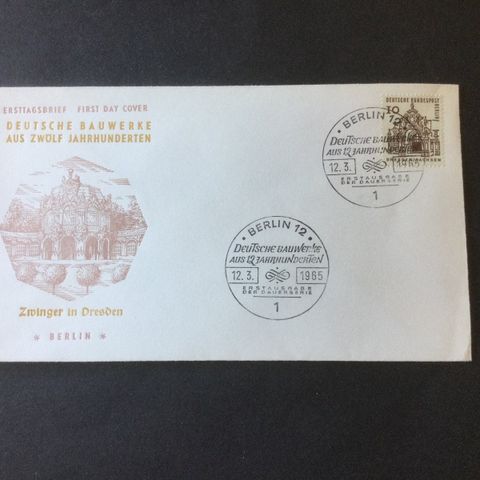 ERSTTAGSBRIEF FIRST DAY COVER
DEUTSCHE BAUWERKE
AUS ZWÖLF JAHRHUNDERTEN
Zwinger in Dresden
* BERLIN *
10
DEUTSCHE BUNDESPOST
BERLIN
· BERLIN 12 ·
DEUTSCHE BAUWERKE
AUS 12 JAHRHUNDERTEN
12.3. 1965
ERSTAUSGABE
DER DAUERSERIE
1
· BERLIN 12 ·
DEUTSCHE BAUWERKE
AUS 12 JAHRHUNDERTEN
12.3. 1965
ERSTAUSGABE
DER DAUERSERIE
1